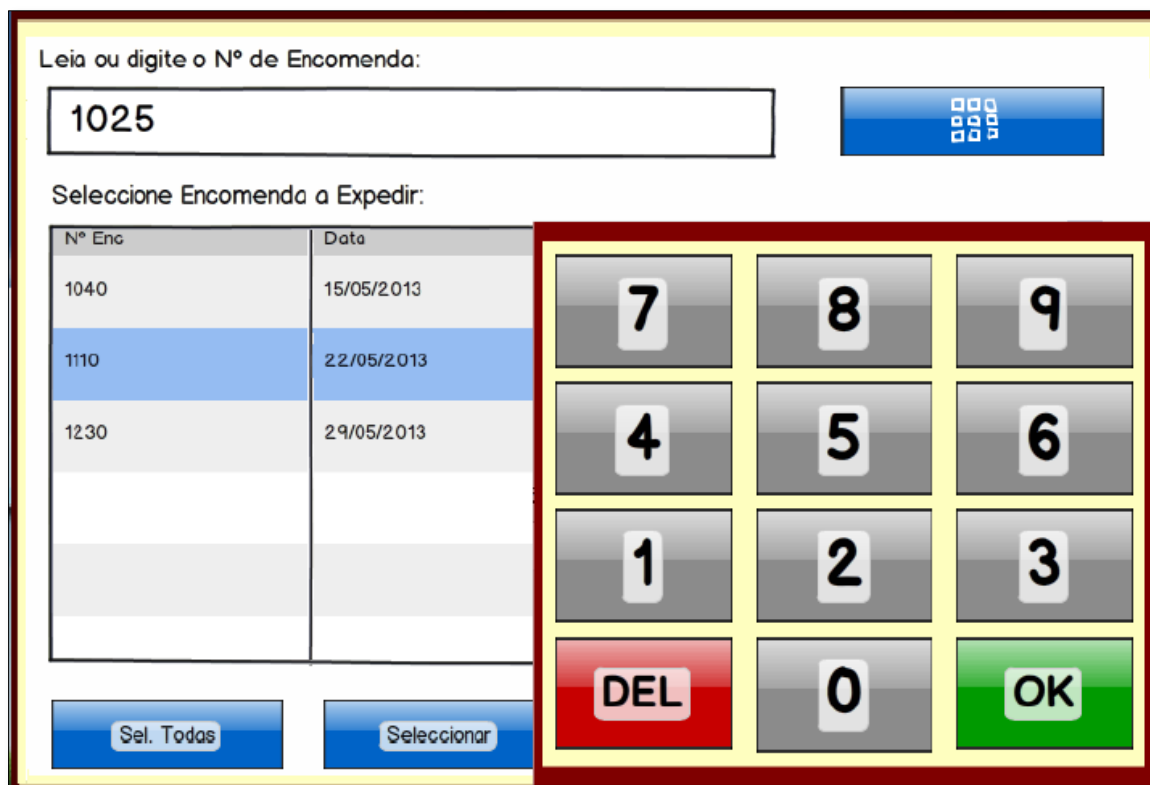 Leia ou digite o Nº de Encomenda:
1025
Seleccione Encomenda a Expedir:
Nº Enc Data
1040 15/05/2013
1110 22/05/2013
1230 29/05/2013
7 8 9
4 5 6
1 2 3
DEL 0 OK
Sel. Todas Seleccionar